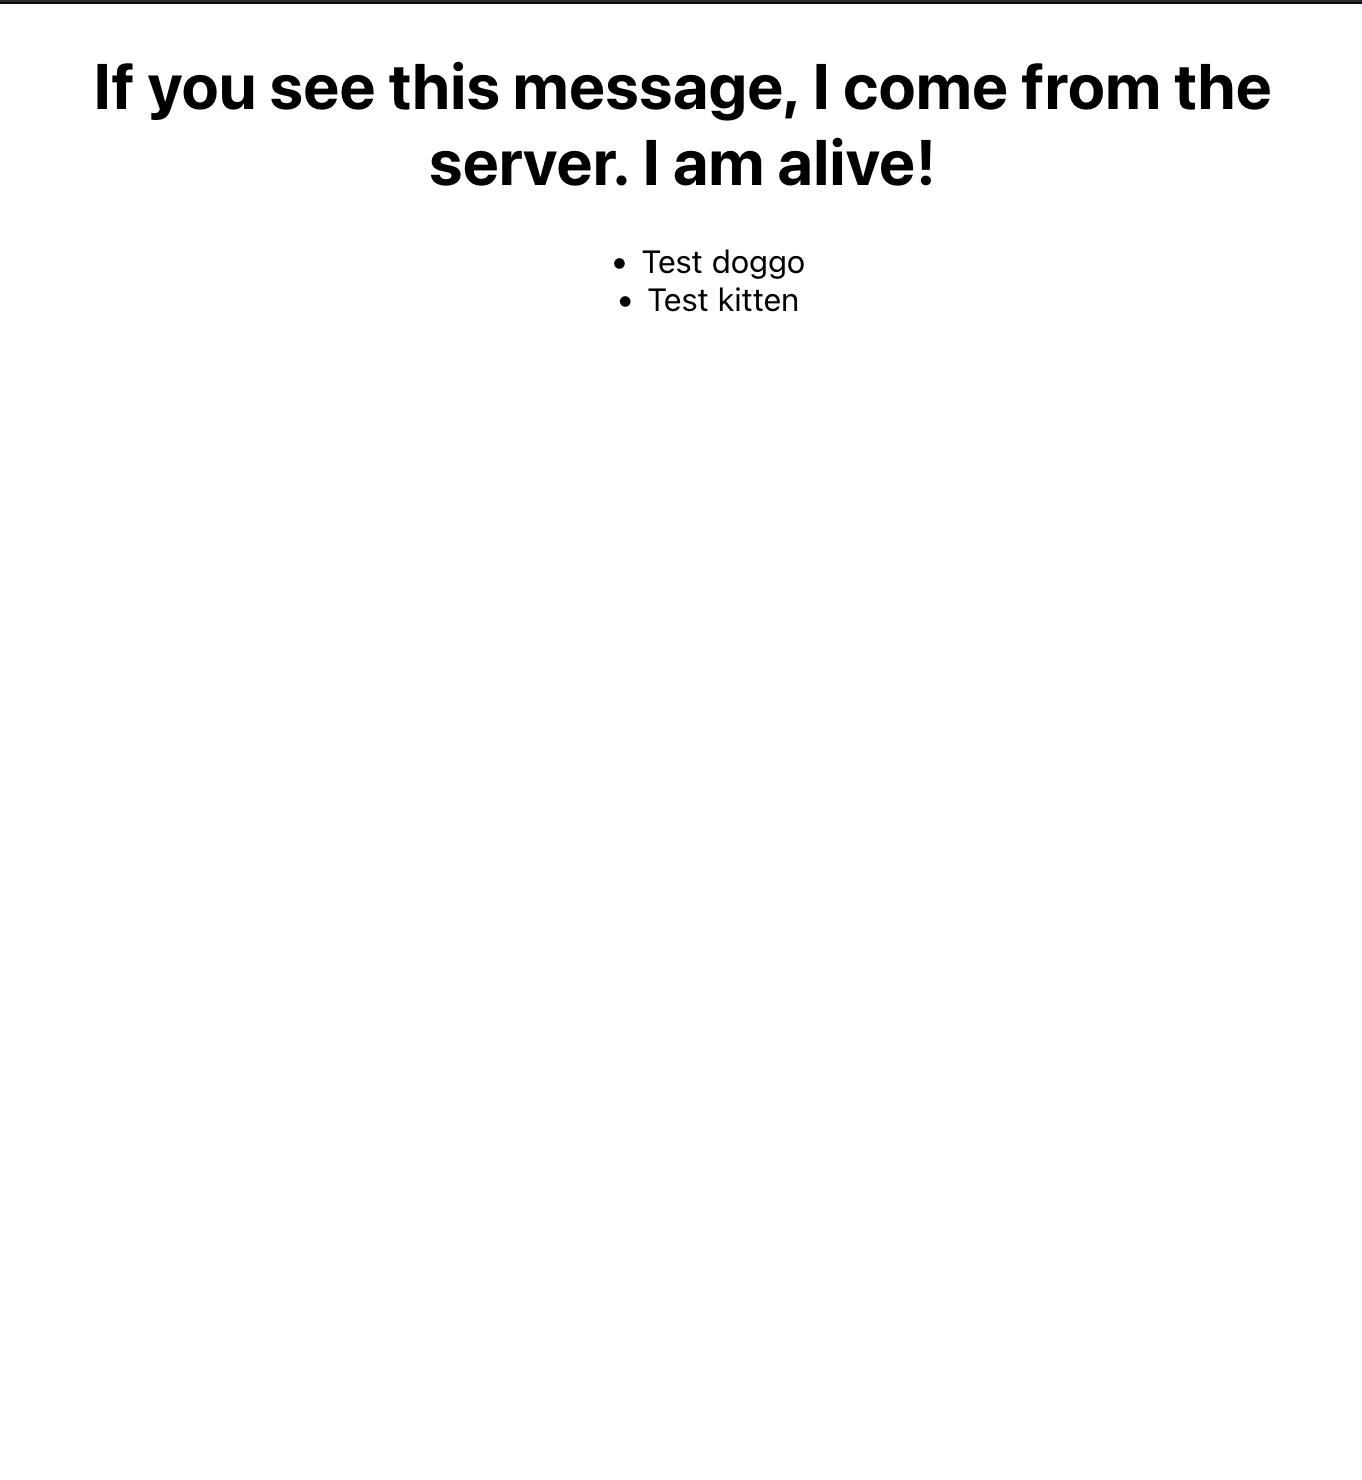 If you see this message, I come from the
server. I am alive!
• Test doggo
• Test kitten